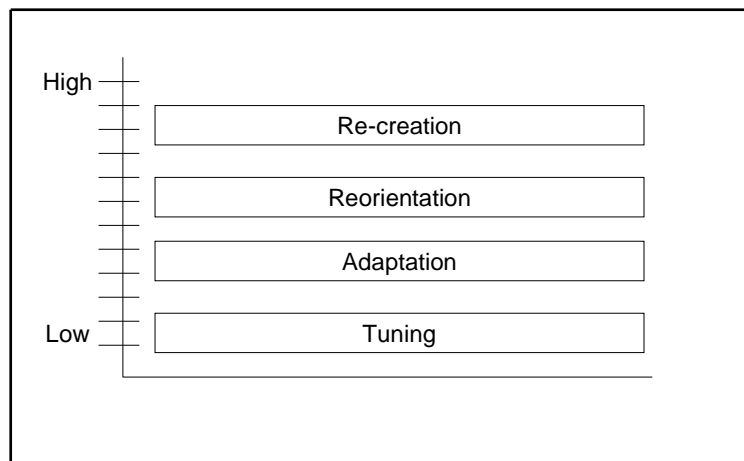 High
Re-creation
Reorientation
Adaptation
Low
Tuning